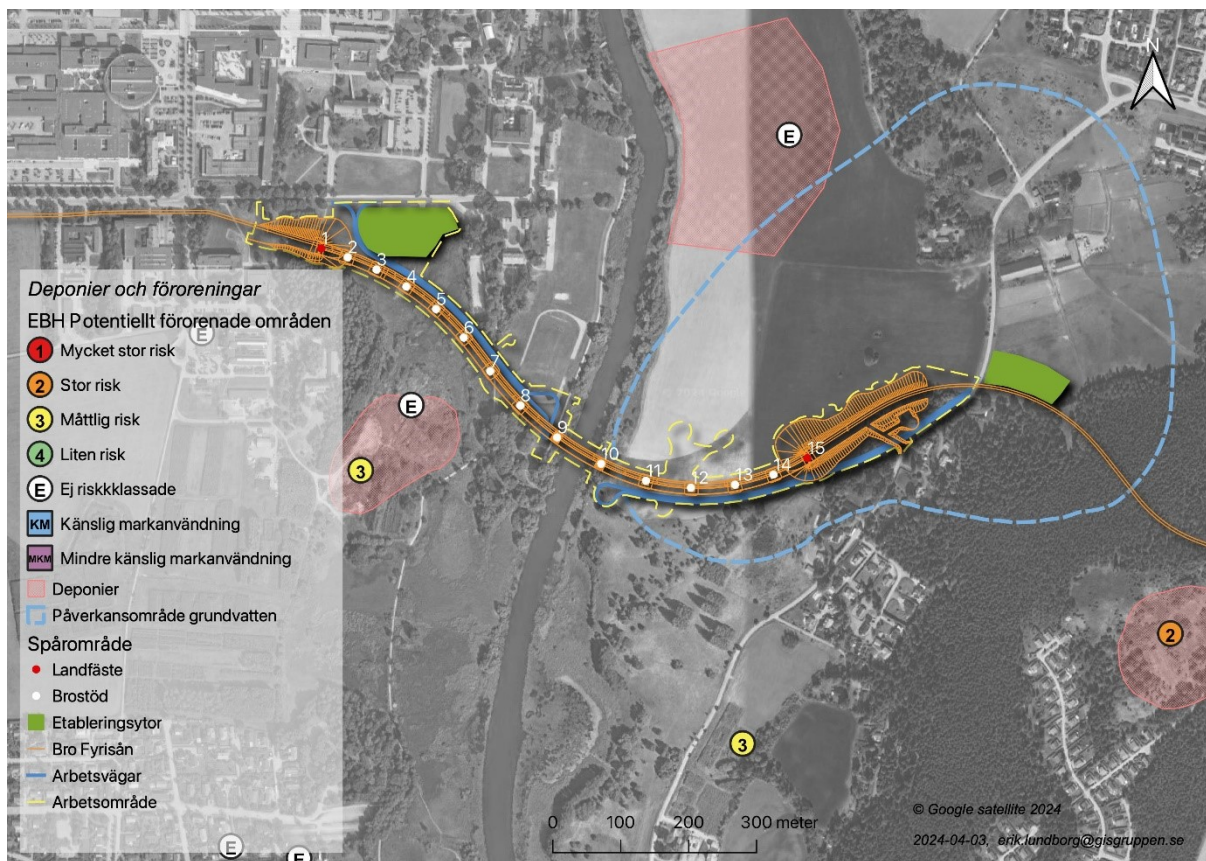 N
E
1
2
3
4
5
6
7
8
9
10
11
12
13
14
15
E
E
3
2
3
E
E
Deponier och föroreningar
EBH Potentiellt förorenade områden
1 Mycket stor risk
2 Stor risk
3 Måttlig risk
4 Liten risk
E Ej riskkklassade
KM Känslig markanvändning
MKM Mindre känslig markanvändning
Deponier
Påverkansområde grundvatten
Spårområde
Landfäste
Brostöd
Etableringsytor
Bro Fyrisån
Arbetsvägar
Arbetsområde
0 100 200 300 meter
© Google satellite 2024
2024-04-03, erik.lundborg@gisgruppen.se